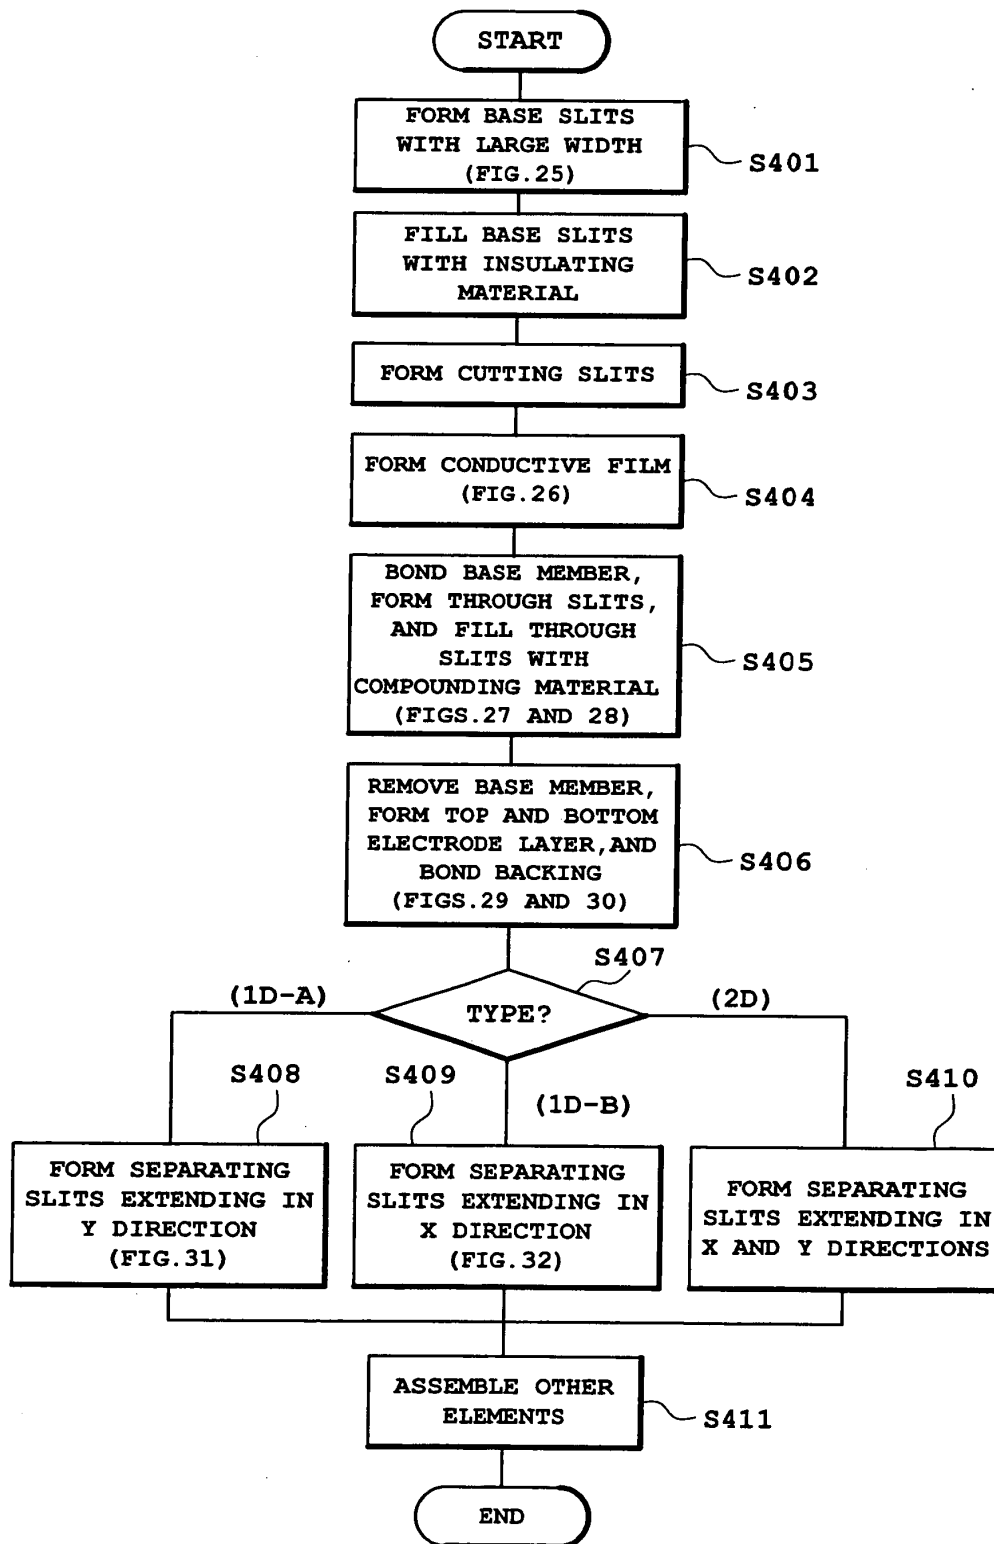 START
FORM BASE SLITS
WITH LARGE WIDTH
(FIG.25)
S401
FILL BASE SLITS
WITH INSULATING
MATERIAL
S402
FORM CUTTING SLITS
S403
FORM CONDUCTIVE FILM
(FIG.26)
S404
BOND BASE MEMBER,
FORM THROUGH SLITS,
AND FILL THROUGH
SLITS WITH
COMPOUNDING MATERIAL
(FIGS.27 AND 28)
S405
REMOVE BASE MEMBER,
FORM TOP AND BOTTOM
ELECTRODE LAYER,AND
BOND BACKING
(FIGS.29 AND 30)
S406
S407
TYPE?
(1D-A)
(2D)
(1D-B)
S408
FORM SEPARATING
SLITS EXTENDING IN
Y DIRECTION
(FIG.31)
S409
FORM SEPARATING
SLITS EXTENDING IN
X DIRECTION
(FIG.32)
S410
FORM SEPARATING
SLITS EXTENDING IN
X AND Y DIRECTIONS
ASSEMBLE OTHER
ELEMENTS
S411
END